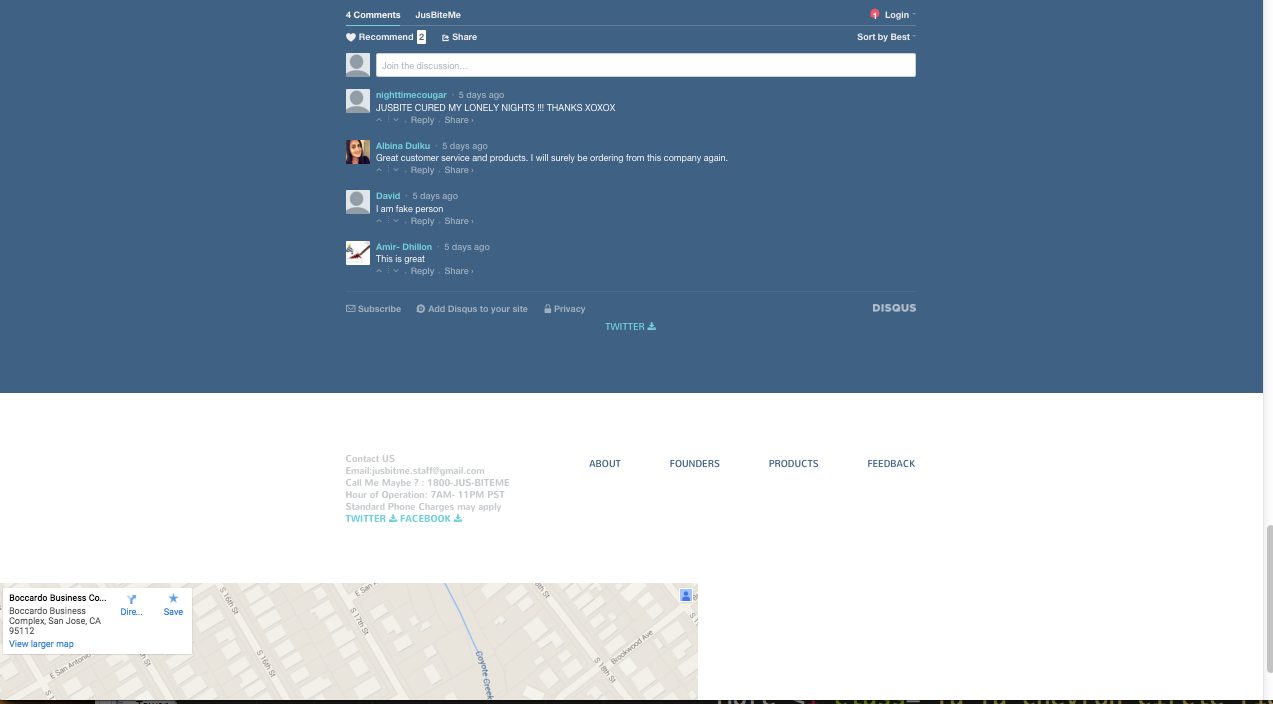 4 Comments JusBiteMe 1 Login
Recommend 2 Share Sort by Best
Join the discussion...
nighttimecougar · 5 days ago
JUSBITE CURED MY LONELY NIGHTS !!! THANKS XOXOX
Reply . Share ›
Albina Dulku · 5 days ago
Great customer service and products. I will surely be ordering from this company again.
Reply . Share ›
David · 5 days ago
I am fake person
Reply . Share ›
Amir- Dhillon · 5 days ago
This is great
Reply . Share ›
Subscribe Add Disqus to your site Privacy DISQUS
TWITTER
Contact US
Email:jusbitme.staff@gmail.com
Call Me Maybe ? : 1800-JUS-BITEME
Hour of Operation: 7AM- 11PM PST
Standard Phone Charges may apply
TWITTER FACEBOOK
ABOUT FOUNDERS PRODUCTS FEEDBACK
Boccardo Business Co...
Boccardo Business
Complex, San Jose, CA
95112
View larger map
Dire... Save
S 16th St
S 17th St
E San
S 16th St
E San Antonio
Coyote Creek
S 18th St
Brookwood Ave